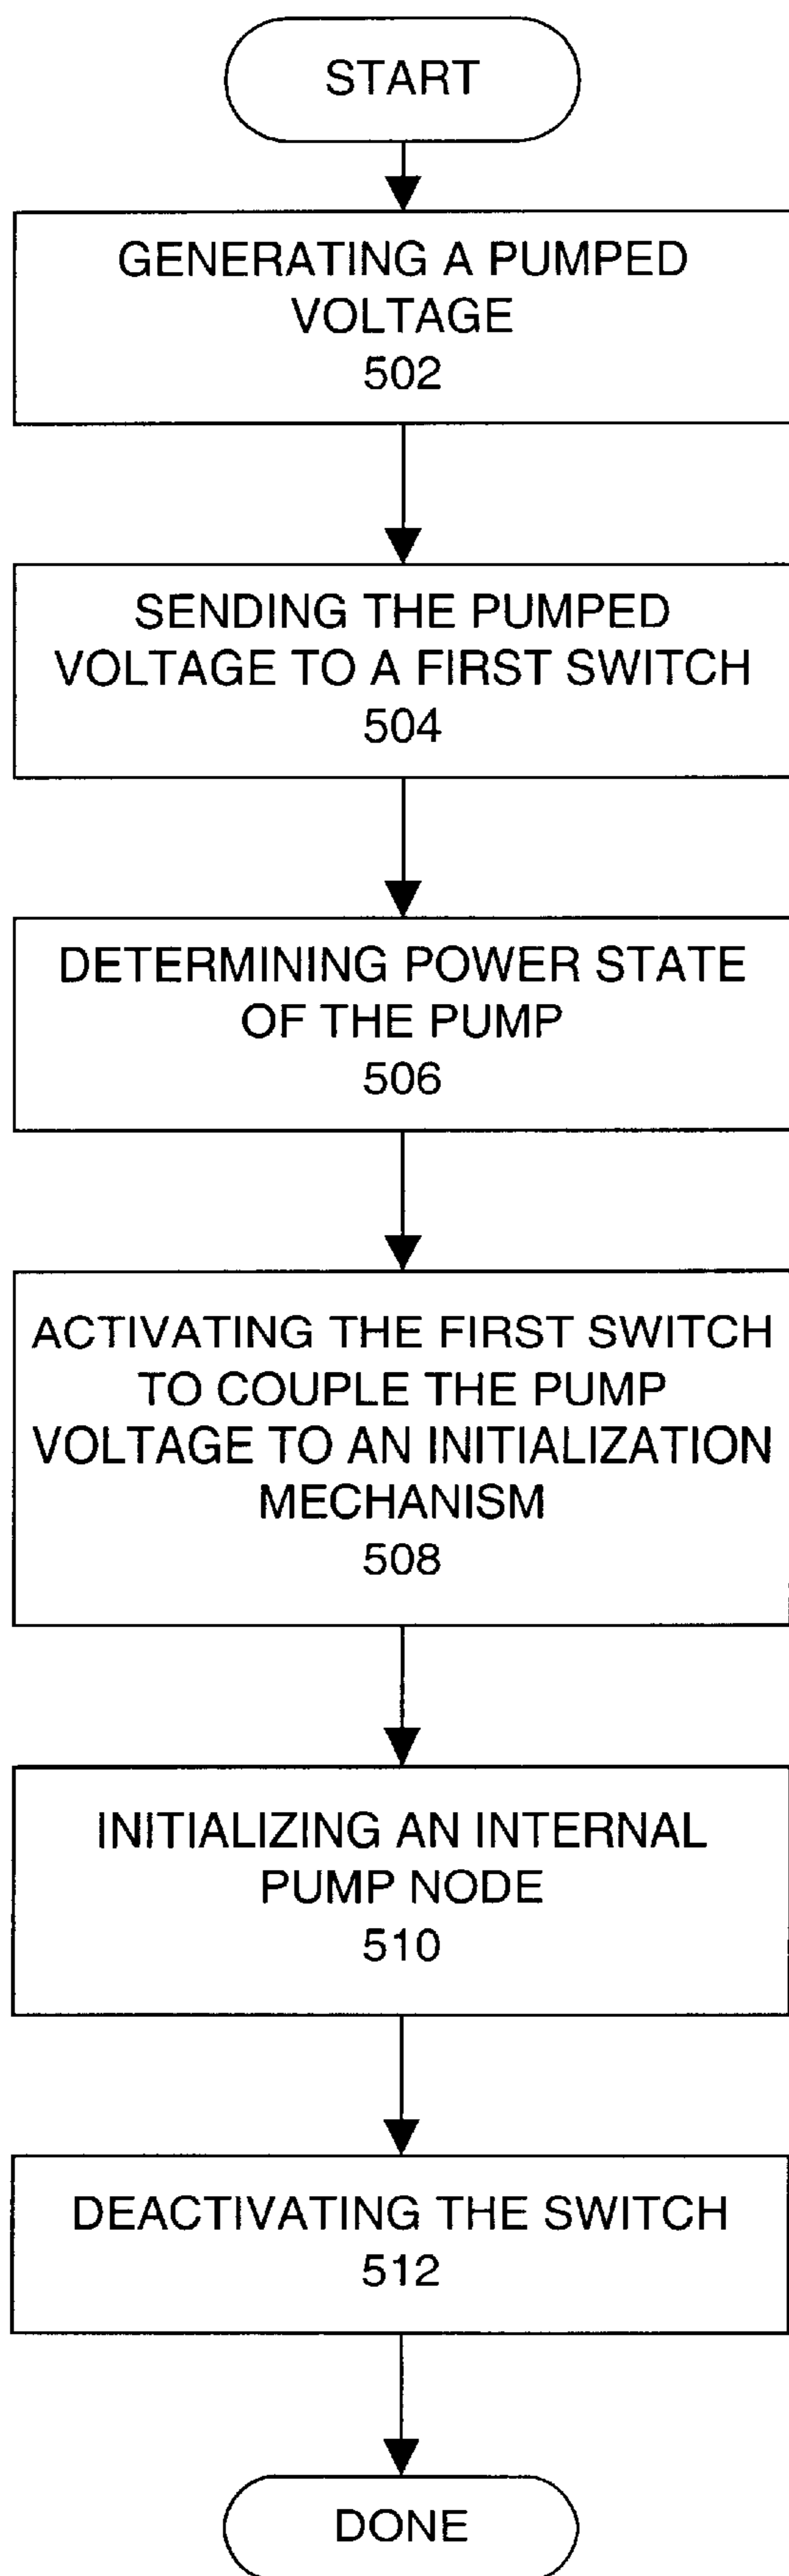 START
GENERATING A PUMPED
VOLTAGE
502
SENDING THE PUMPED
VOLTAGE TO A FIRST SWITCH
504
DETERMINING POWER STATE
OF THE PUMP
506
ACTIVATING THE FIRST SWITCH
TO COUPLE THE PUMP
VOLTAGE TO AN INITIALIZATION
MECHANISM
508
INITIALIZING AN INTERNAL
PUMP NODE
510
DEACTIVATING THE SWITCH
512
DONE